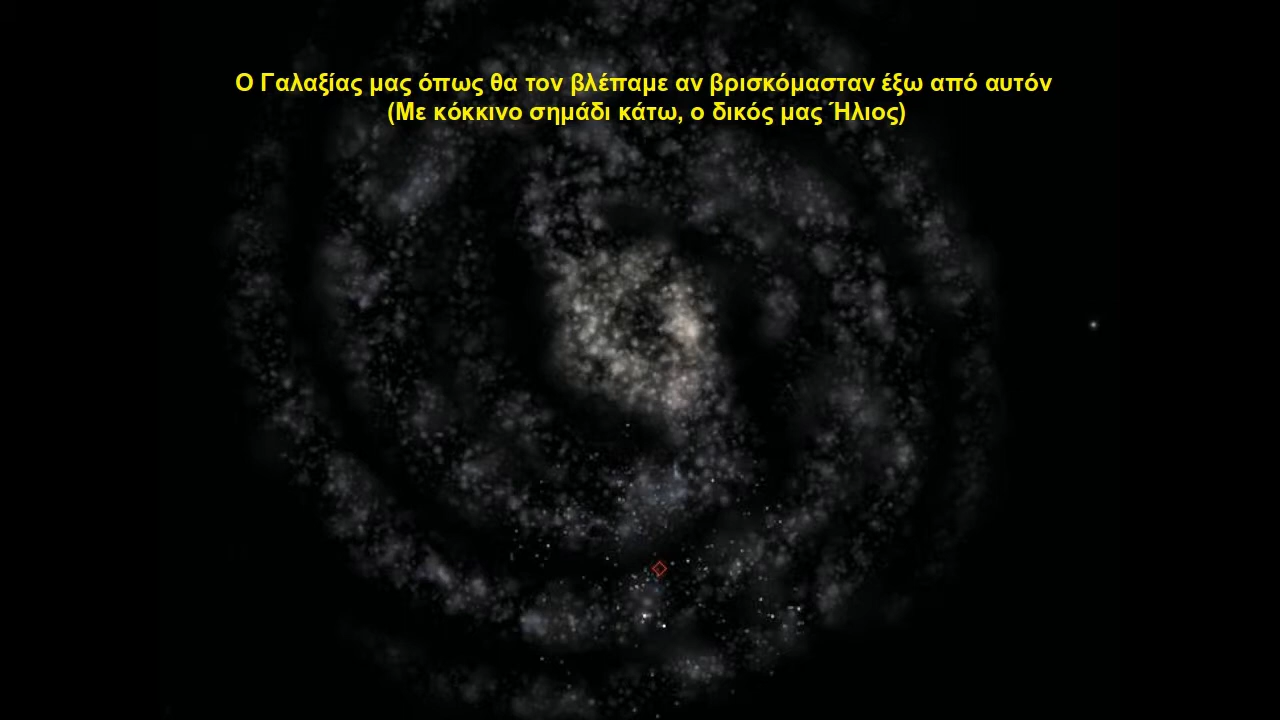 Ο Γαλαξίας μας όπως θα τον βλέπαμε αν βρισκόμασταν έξω από αυτόν
(Με κόκκινο σημάδι κάτω, ο δικός μας Ήλιος)